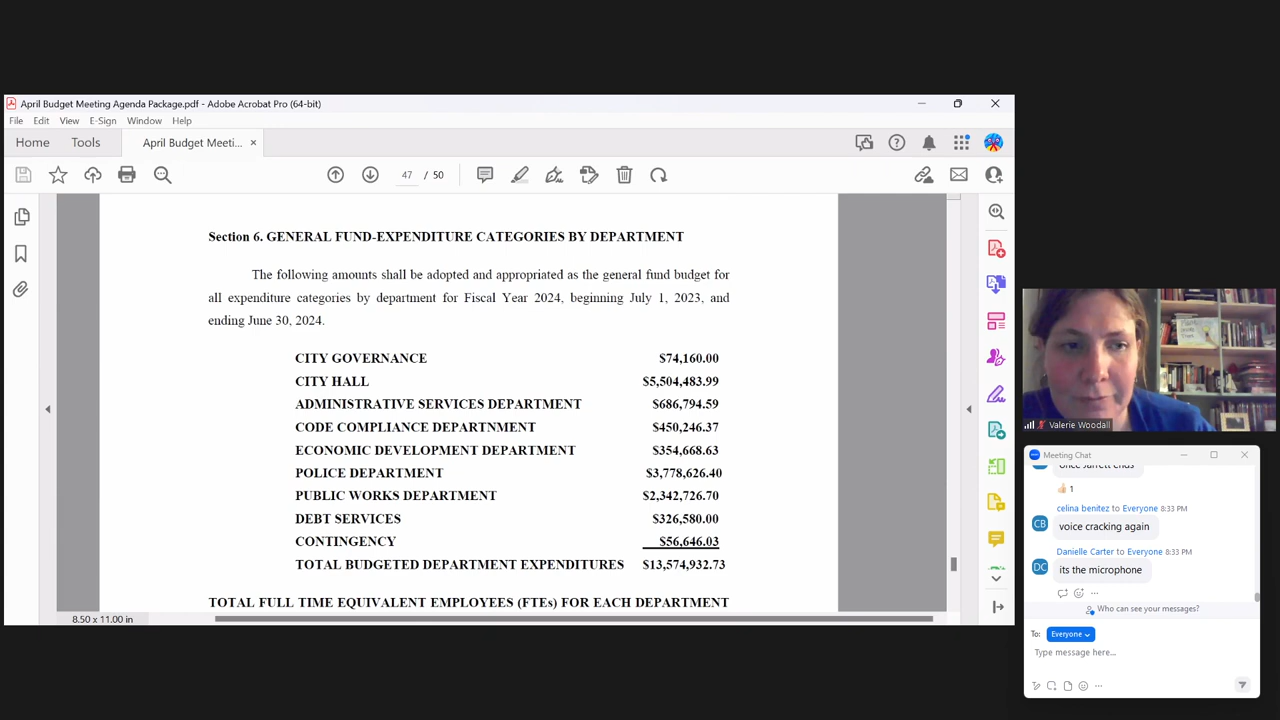 April Budget Meeting Agenda Package.pdf - Adobe Acrobat Pro (64-bit)
File Edit View E-Sign Window Help
Home Tools April Budget Meeti... ×
47 / 50
Section 6. GENERAL FUND-EXPENDITURE CATEGORIES BY DEPARTMENT
The following amounts shall be adopted and appropriated as the general fund budget for
all expenditure categories by department for Fiscal Year 2024, beginning July 1, 2023, and
ending June 30, 2024.
CITY GOVERNANCE $74,160.00
CITY HALL $5,504,483.99
ADMINISTRATIVE SERVICES DEPARTMENT $686,794.59
CODE COMPLIANCE DEPARTNMENT $450,246.37
ECONOMIC DEVELOPMENT DEPARTMENT $354,668.63
POLICE DEPARTMENT $3,778,626.40
PUBLIC WORKS DEPARTMENT $2,342,726.70
DEBT SERVICES $326,580.00
CONTINGENCY $56,646.03
TOTAL BUDGETED DEPARTMENT EXPENDITURES $13,574,932.73
TOTAL FULL TIME EQUIVALENT EMPLOYEES (FTEs) FOR EACH DEPARTMENT
8.50 x 11.00 in
Valerie Woodall
Meeting Chat
once Jarrett ends
1
celina benitez to Everyone 8:33 PM
CB voice cracking again
Danielle Carter to Everyone 8:33 PM
DC its the microphone
Who can see your messages?
To: Everyone
Type message here...